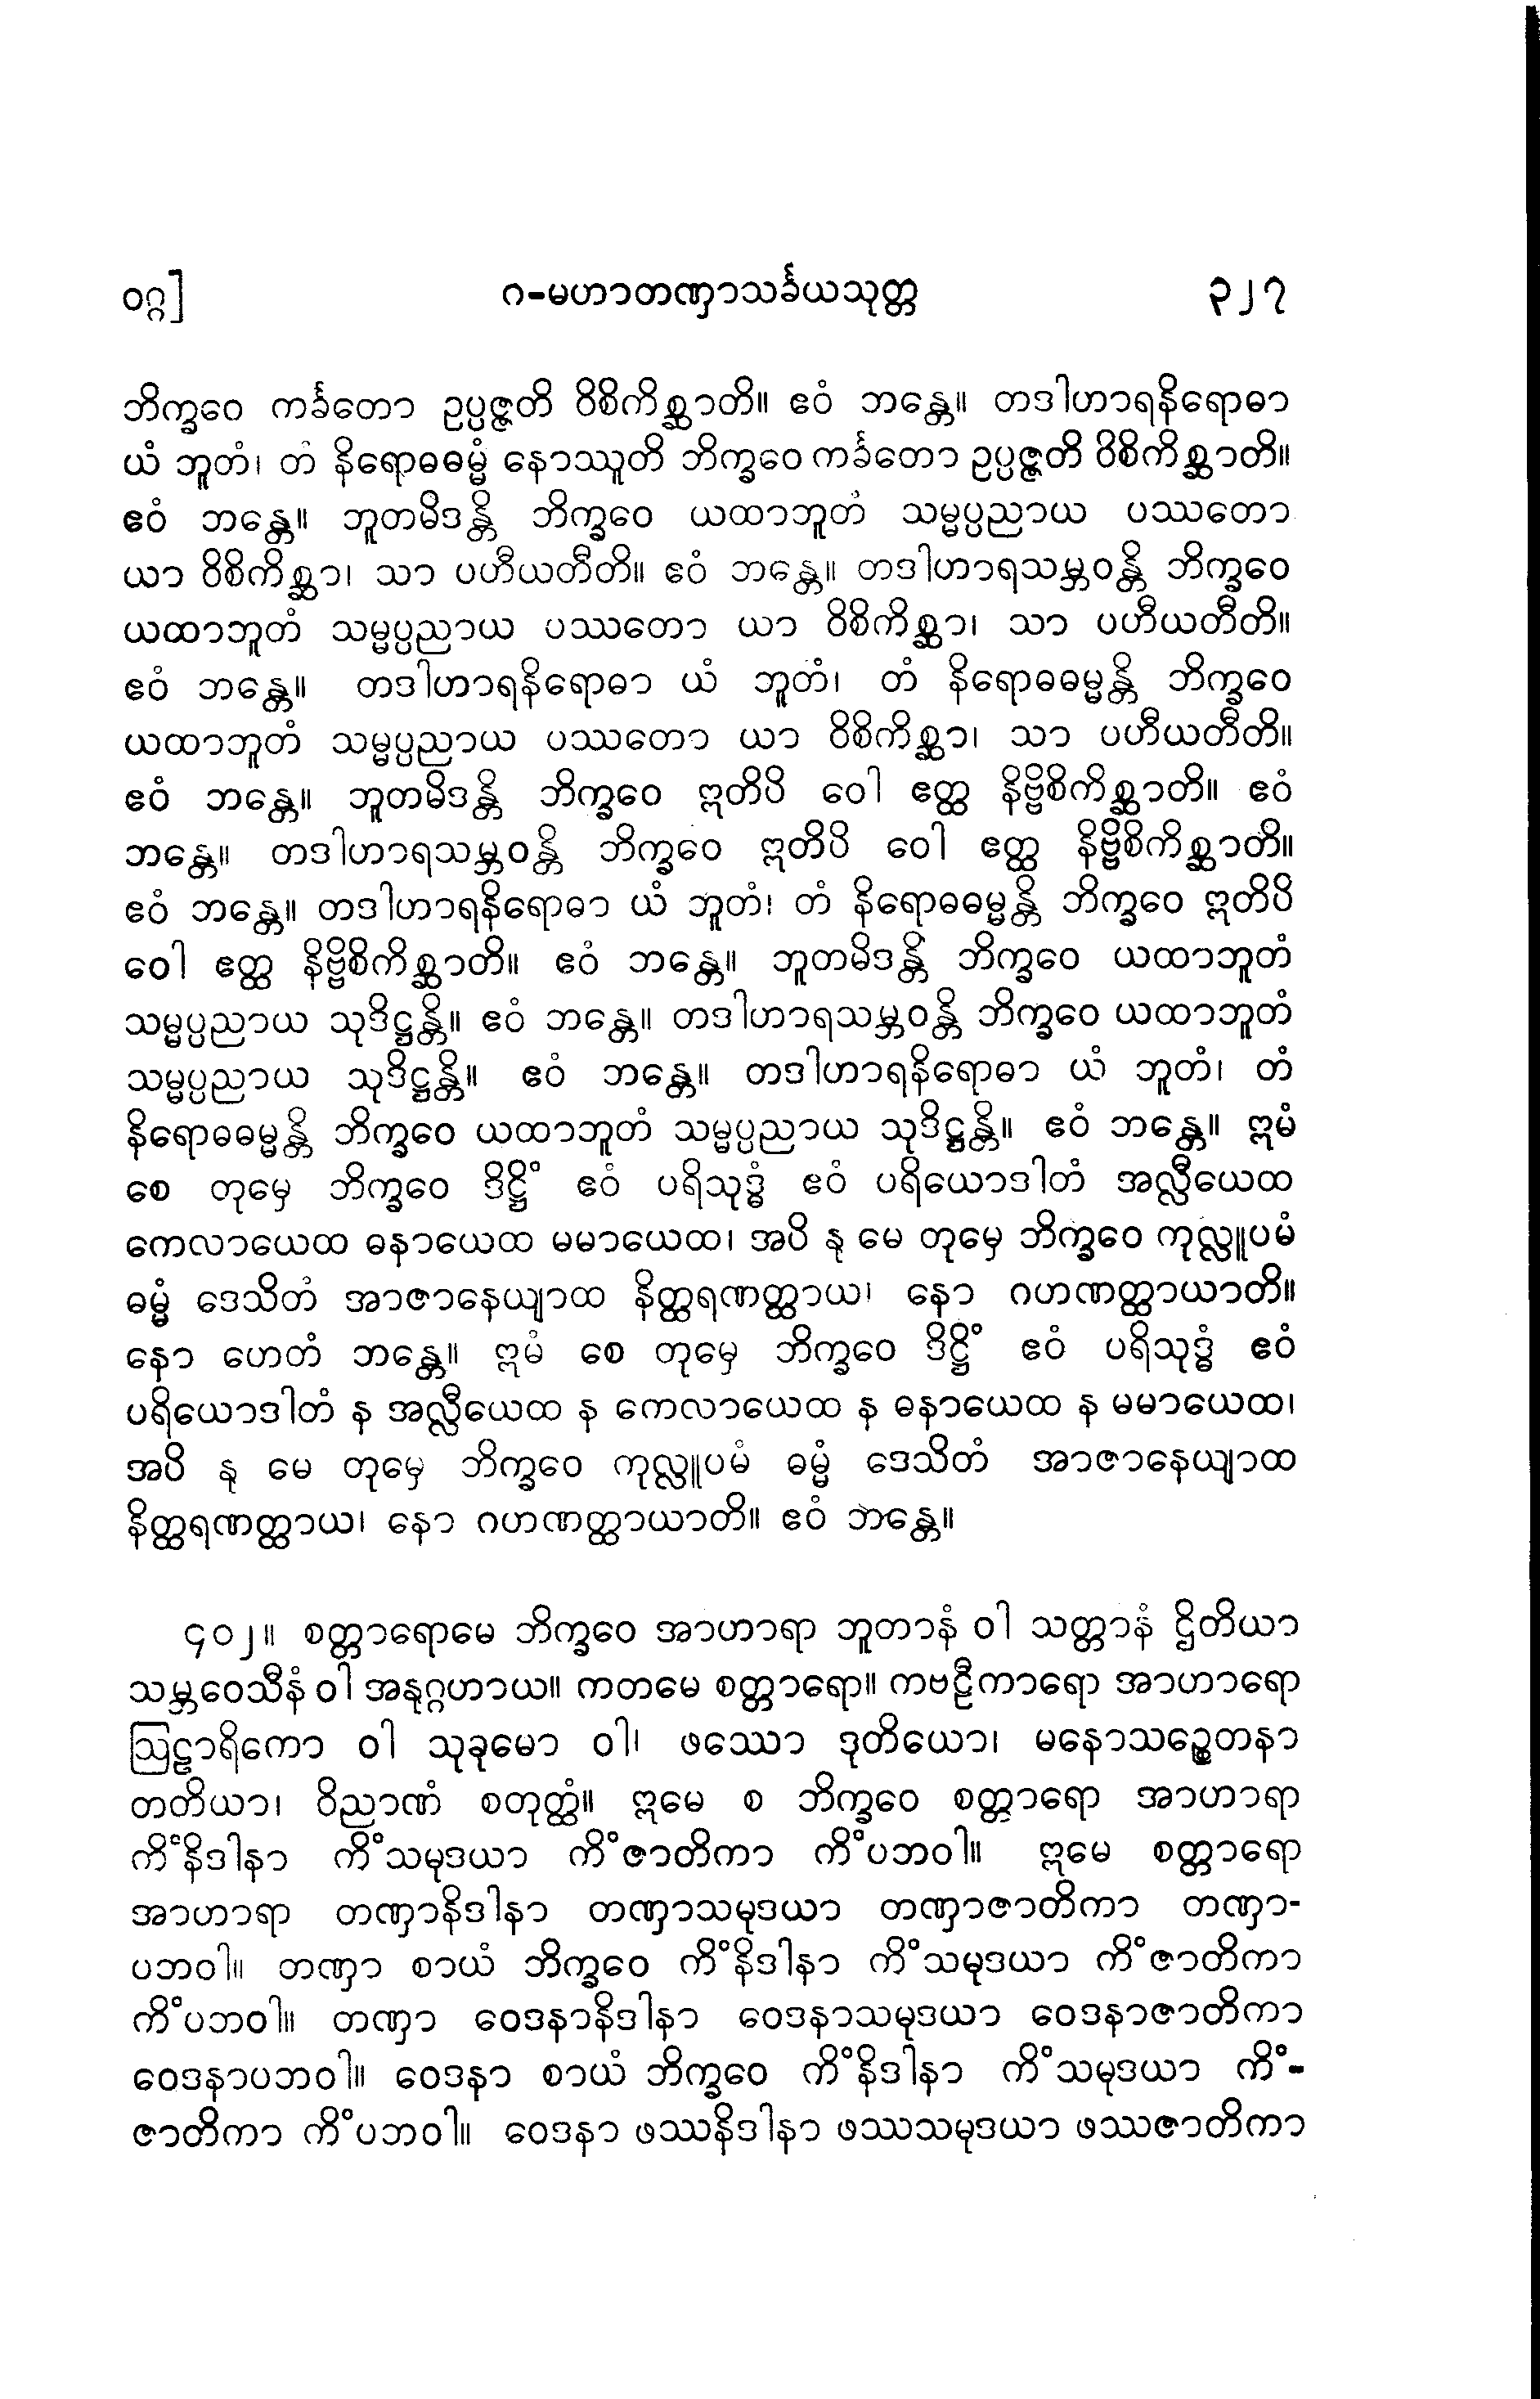 ဝဂ္ဂ]
ဂ-မဟာတဏှာသင်္ခယသုတ္တ
၃၂၇
ဘိက္ခဝေ ကင်္ခတော ဥပ္ပဇ္ဇတိ ဝိစိကိစ္ဆာတိ။ ဧဝံ ဘန္တေ။ တဒါဟာရနိရောဓာ
ယံ ဘူတံ၊ တံ နိရောဓဓမ္မံ နောဿူတိ ဘိက္ခဝေ ကင်္ခတော ဥပ္ပဇ္ဇတိ ဝိစိကိစ္ဆာတိ။
ဧဝံ ဘန္တေ။ ဘူတမိဒန္တိ ဘိက္ခဝေ ယထာဘူတံ သမ္မပ္ပညာယ ပဿတော
ယာ ဝိစိကိစ္ဆာ၊ သာ ပဟီယတီတိ။ ဧဝံ ဘန္တေ။ တဒါဟာရသမ္ဘဝန္တိ ဘိက္ခဝေ
ယထာဘူတံ သမ္မပ္ပညာယ ပဿတော ယာ ဝိစိကိစ္ဆာ၊ သာ ပဟီယတီတိ။
ဧဝံ ဘန္တေ။ တဒါဟာရနိရောဓာ ယံ ဘူတံ၊ တံ နိရောဓဓမ္မန္တိ ဘိက္ခဝေ
ယထာဘူတံ သမ္မပ္ပညာယ ပဿတော ယာ ဝိစိကိစ္ဆာ၊ သာ ပဟီယတီတိ။
ဧဝံ ဘန္တေ။ ဘူတမိဒန္တိ ဘိက္ခဝေ ဣတိပိ ဝေါ ဧတ္ထ နိဗ္ဗိစိကိစ္ဆာတိ။ ဧဝံ
ဘန္တေ။ တဒါဟာရသမ္ဘဝန္တိ ဘိက္ခဝေ ဣတိပိ ဝေါ ဧတ္ထ နိဗ္ဗိစိကိစ္ဆာတိ။
ဧဝံ ဘန္တေ။ တဒါဟာရနိရောဓာ ယံ ဘူတံ၊ တံ နိရောဓဓမ္မန္တိ ဘိက္ခဝေ ဣတိပိ
ဝေါ ဧတ္ထ နိဗ္ဗိစိကိစ္ဆာတိ။ ဧဝံ ဘန္တေ။ ဘူတမိဒန္တိ ဘိက္ခဝေ ယထာဘူတံ
သမ္မပ္ပညာယ သုဒိဋ္ဌန္တိ။ ဧဝံ ဘန္တေ။ တဒါဟာရသမ္ဘဝန္တိ ဘိက္ခဝေ ယထာဘူတံ
သမ္မပ္ပညာယ သုဒိဋ္ဌန္တိ။ ဧဝံ ဘန္တေ။ တဒါဟာရနိရောဓာ ယံ ဘူတံ၊ တံ
နိရောဓဓမ္မန္တိ ဘိက္ခဝေ ယထာဘူတံ သမ္မပ္ပညာယ သုဒိဋ္ဌန္တိ။ ဧဝံ ဘန္တေ။ ဣမံ
စေ တုမှေ ဘိက္ခဝေ ဒိဋ္ဌိံ ဧဝံ ပရိသုဒ္ဓံ ဧဝံ ပရိယောဒါတံ အလ္လီယေထ
ကေလာယေထ ဓနာယေထ မမာယေထ၊ အပိ နု မေ တုမှေ ဘိက္ခဝေ ကုလ္လူပမံ
ဓမ္မံ ဒေသိတံ အာဇာနေယျာထ နိတ္ထရဏတ္ထာယ၊ နော ဂဟဏတ္ထာယာတိ။
နော ဟေတံ ဘန္တေ။ ဣမံ စေ တုမှေ ဘိက္ခဝေ ဒိဋ္ဌိံ ဧဝံ ပရိသုဒ္ဓံ ဧဝံ
ပရိယောဒါတံ န အလ္လီယေထ န ကေလာယေထ န ဓနာယေထ န မမာယေထ၊
အပိ နု မေ တုမှေ ဘိက္ခဝေ ကုလ္လူပမံ ဓမ္မံ ဒေသိတံ အာဇာနေယျာထ
နိတ္ထရဏတ္ထာယ၊ နော ဂဟဏတ္ထာယာတိ။ ဧဝံ ဘန္တေ။
၄၀၂။ စတ္တာရောမေ ဘိက္ခဝေ အာဟာရာ ဘူတာနံ ဝါ သတ္တာနံ ဌိတိယာ
သမ္ဘဝေသီနံ ဝါ အနုဂ္ဂဟာယ။ ကတမေ စတ္တာရော။ ကဗဠီကာရော အာဟာရော
ဩဠာရိကော ဝါ သုခုမော ဝါ၊ ဖဿော ဒုတိယော၊ မနောသဉ္စေတနာ
တတိယာ၊ ဝိညာဏံ စတုတ္ထံ။ ဣမေ စ ဘိက္ခဝေ စတ္တာရော အာဟာရာ
ကိံနိဒါနာ ကိံသမုဒယာ ကိံဇာတိကာ ကိံပဘဝါ။ ဣမေ စတ္တာရော
အာဟာရာ တဏှာနိဒါနာ တဏှာသမုဒယာ တဏှာဇာတိကာ တဏှာ-
ပဘဝါ။ တဏှာ စာယံ ဘိက္ခဝေ ကိံနိဒါနာ ကိံသမုဒယာ ကိံဇာတိကာ
ကိံပဘဝါ။ တဏှာ ဝေဒနာနိဒါနာ ဝေဒနာသမုဒယာ ဝေဒနာဇာတိကာ
ဝေဒနာပဘဝါ။ ဝေဒနာ စာယံ ဘိက္ခဝေ ကိံနိဒါနာ ကိံသမုဒယာ ကိံ-
ဇာတိကာ ကိံပဘဝါ။ ဝေဒနာ ဖဿနိဒါနာ ဖဿသမုဒယာ ဖဿဇာတိကာ